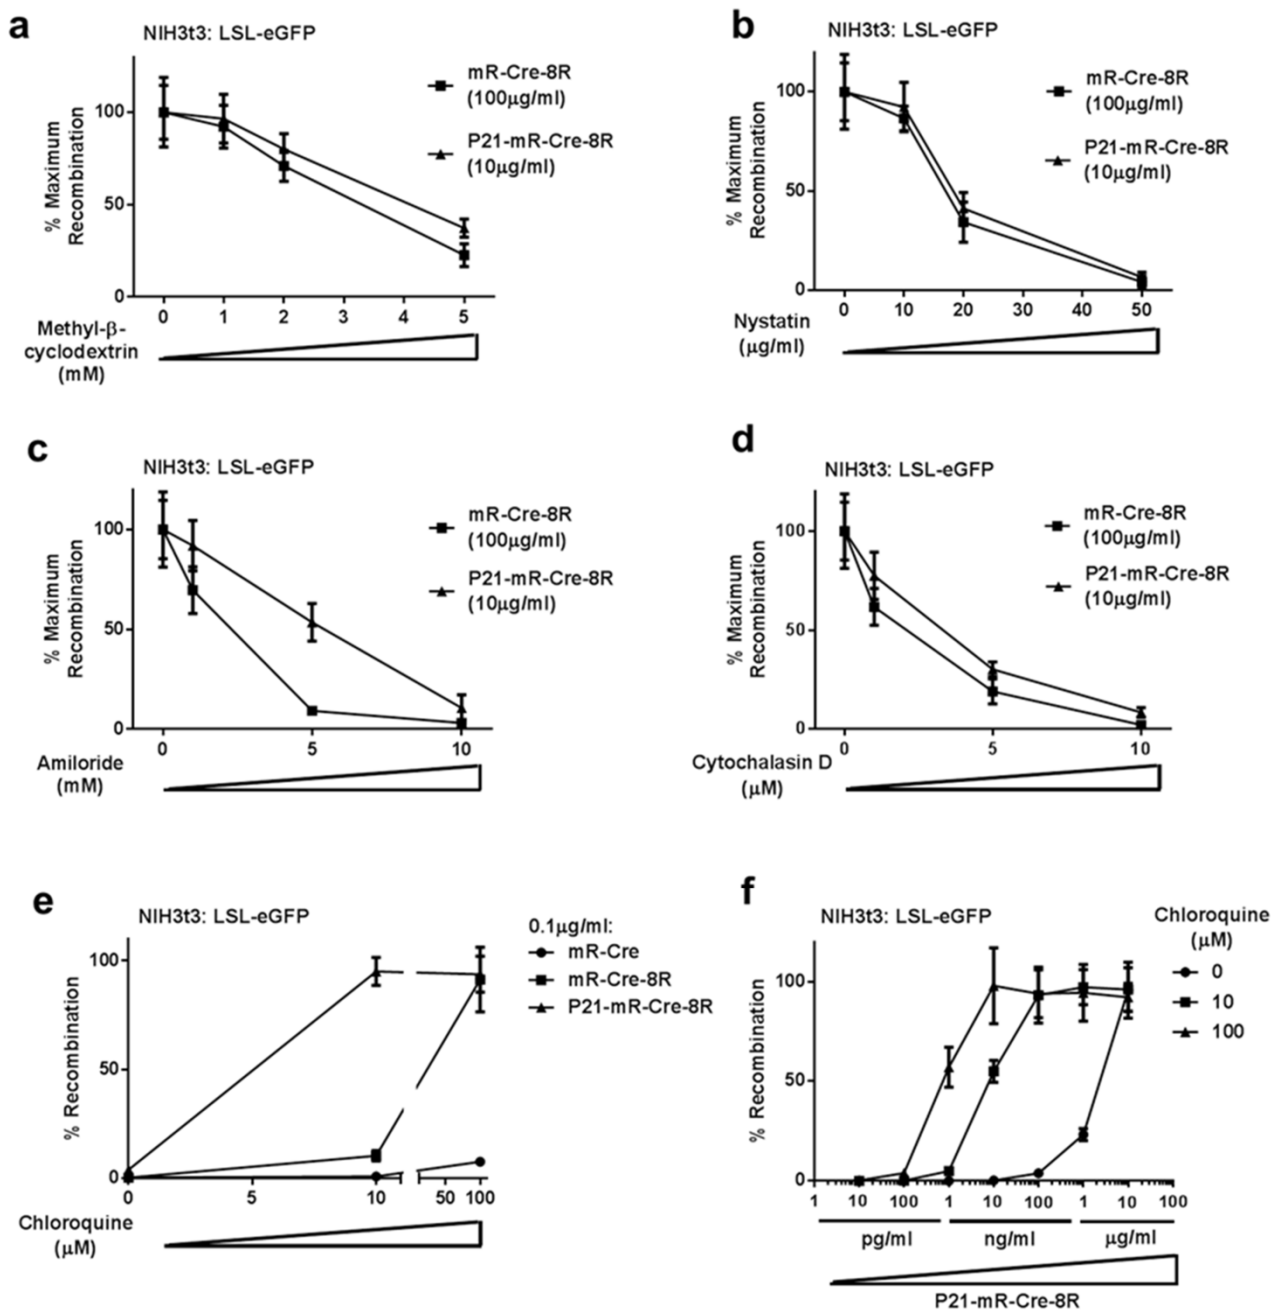 a
NIH3t3: LSL-eGFP
mR-Cre-8R
(100µg/ml)
P21-mR-Cre-8R
(10µg/ml)
% Maximum
Recombination
100
50
0
0 1 2 3 4 5
Methyl-β-
cyclodextrin
(mM)
b
NIH3t3: LSL-eGFP
mR-Cre-8R
(100µg/ml)
P21-mR-Cre-8R
(10µg/ml)
% Maximum
Recombination
100
50
0
0 10 20 30 40 50
Nystatin
(µg/ml)
c
NIH3t3: LSL-eGFP
mR-Cre-8R
(100µg/ml)
P21-mR-Cre-8R
(10µg/ml)
% Maximum
Recombination
100
50
0
0 5 10
Amiloride
(mM)
d
NIH3t3: LSL-eGFP
mR-Cre-8R
(100µg/ml)
P21-mR-Cre-8R
(10µg/ml)
% Maximum
Recombination
100
50
0
0 5 10
Cytochalasin D
(µM)
e
NIH3t3: LSL-eGFP
0.1µg/ml:
mR-Cre
mR-Cre-8R
P21-mR-Cre-8R
% Recombination
100
50
0
0 5 10 50 100
Chloroquine
(µM)
f
NIH3t3: LSL-eGFP
Chloroquine
(µM)
0
10
100
% Recombination
100
50
0
1 10 100 1 10 100 1 10 100
pg/ml ng/ml µg/ml
P21-mR-Cre-8R